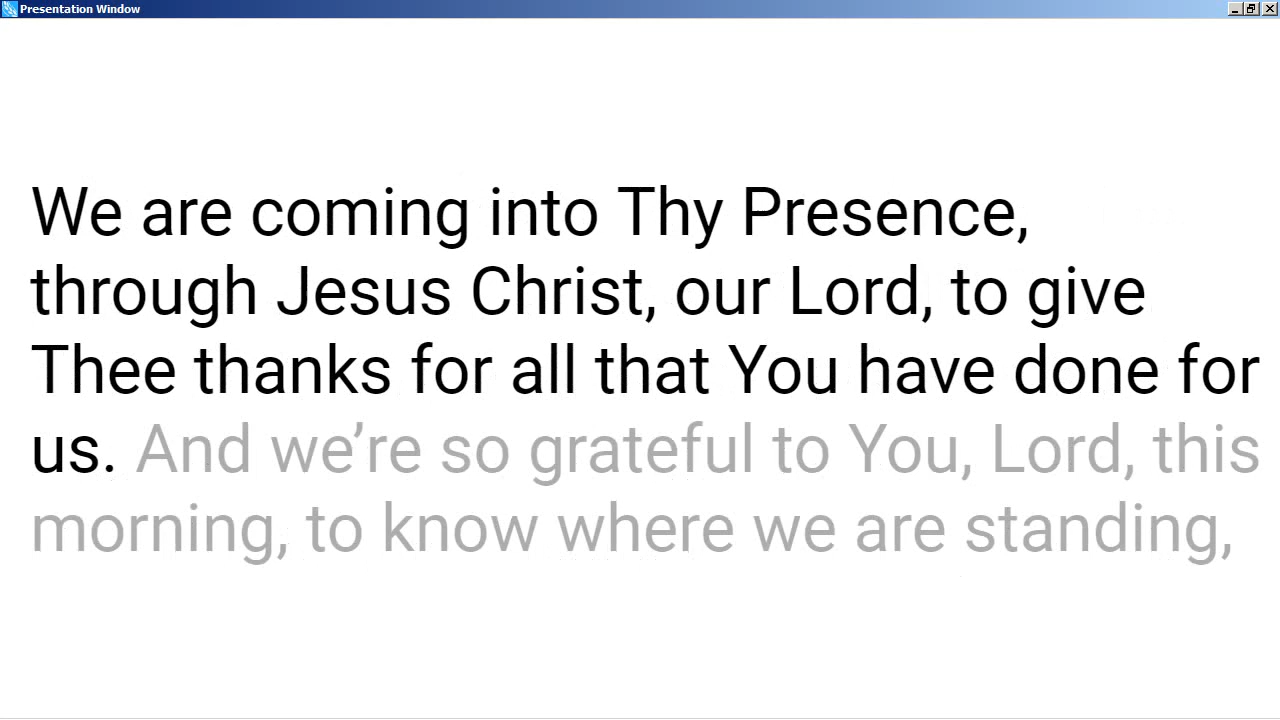 Presentation Window
We are coming into Thy Presence,
through Jesus Christ, our Lord, to give
Thee thanks for all that You have done for
us. And we’re so grateful to You, Lord, this
morning, to know where we are standing,